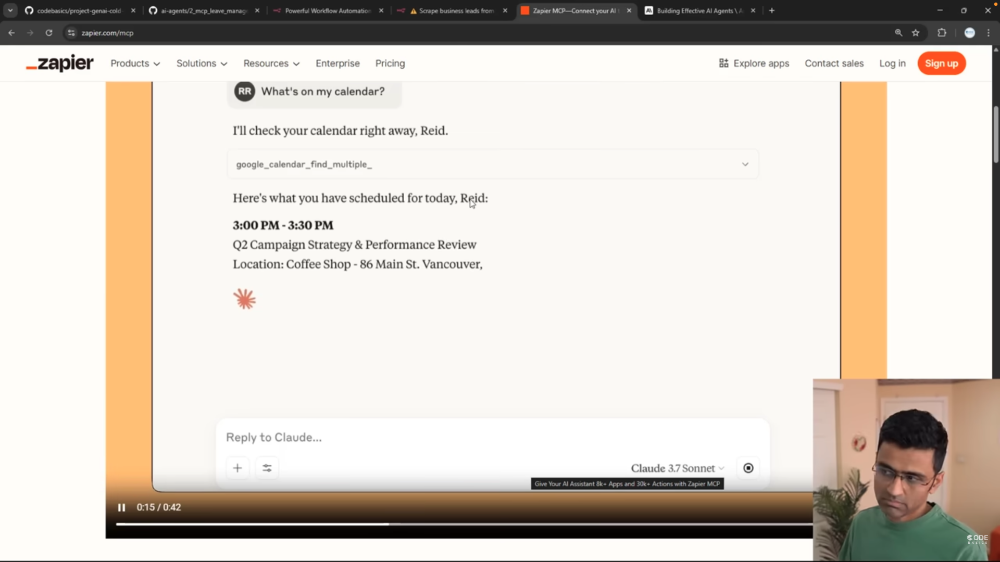 codebasics/project-genai-cold-
ai-agents/2_mcp_leave_manage
Powerful Workflow Automation
Scrape business leads from
Zapier MCP—Connect your AI
Building Effective AI Agents \
zapier.com/mcp
zapier
Products
Solutions
Resources
Enterprise
Pricing
Explore apps
Contact sales
Log in
Sign up
RR
What's on my calendar?
I'll check your calendar right away, Reid.
google_calendar_find_multiple_
Here's what you have scheduled for today, Reid:
3:00 PM - 3:30 PM
Q2 Campaign Strategy & Performance Review
Location: Coffee Shop - 86 Main St. Vancouver,
Reply to Claude...
Claude 3.7 Sonnet
Give Your AI Assistant 8k+ Apps and 30k+ Actions with Zapier MCP
0:15 / 0:42
CODE
BASICS